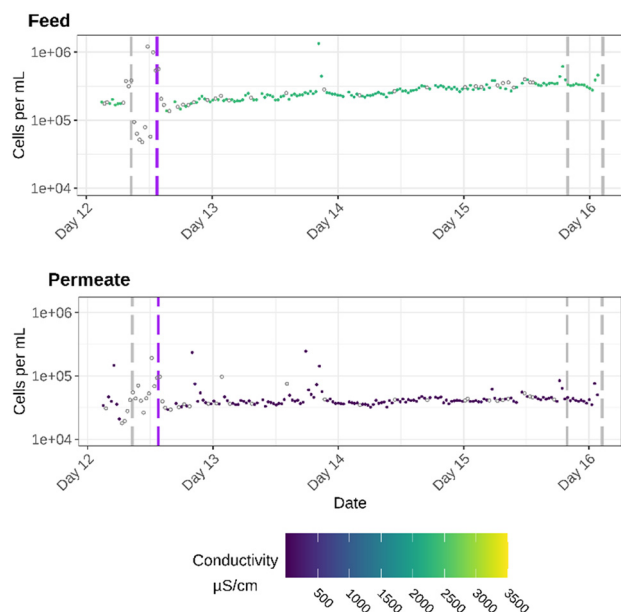 Feed
1e+06
1e+05
1e+04
Cells per mL
Day 12
Day 13
Day 14
Day 15
Day 16
Permeate
1e+06
1e+05
1e+04
Cells per mL
Day 12
Day 13
Day 14
Day 15
Day 16
Date
Conductivity
µS/cm
500
1000
1500
2000
2500
3000
3500